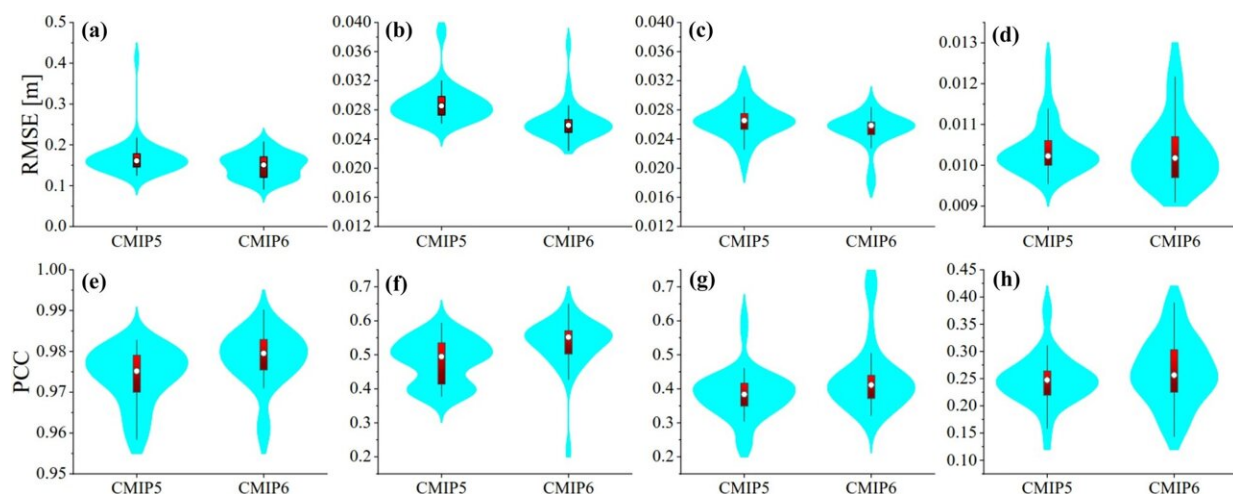 (a)
RMSE [m]
0.5
0.4
0.3
0.2
0.1
0.0
CMIP5 CMIP6
(b)
0.040
0.036
0.032
0.028
0.024
0.020
0.016
0.012
CMIP5 CMIP6
(c)
0.040
0.036
0.032
0.028
0.024
0.020
0.016
0.012
CMIP5 CMIP6
(d)
0.013
0.012
0.011
0.010
0.009
CMIP5 CMIP6
(e)
PCC
1.00
0.99
0.98
0.97
0.96
0.95
CMIP5 CMIP6
(f)
0.7
0.6
0.5
0.4
0.3
0.2
CMIP5 CMIP6
(g)
0.7
0.6
0.5
0.4
0.3
0.2
CMIP5 CMIP6
(h)
0.45
0.40
0.35
0.30
0.25
0.20
0.15
0.10
CMIP5 CMIP6